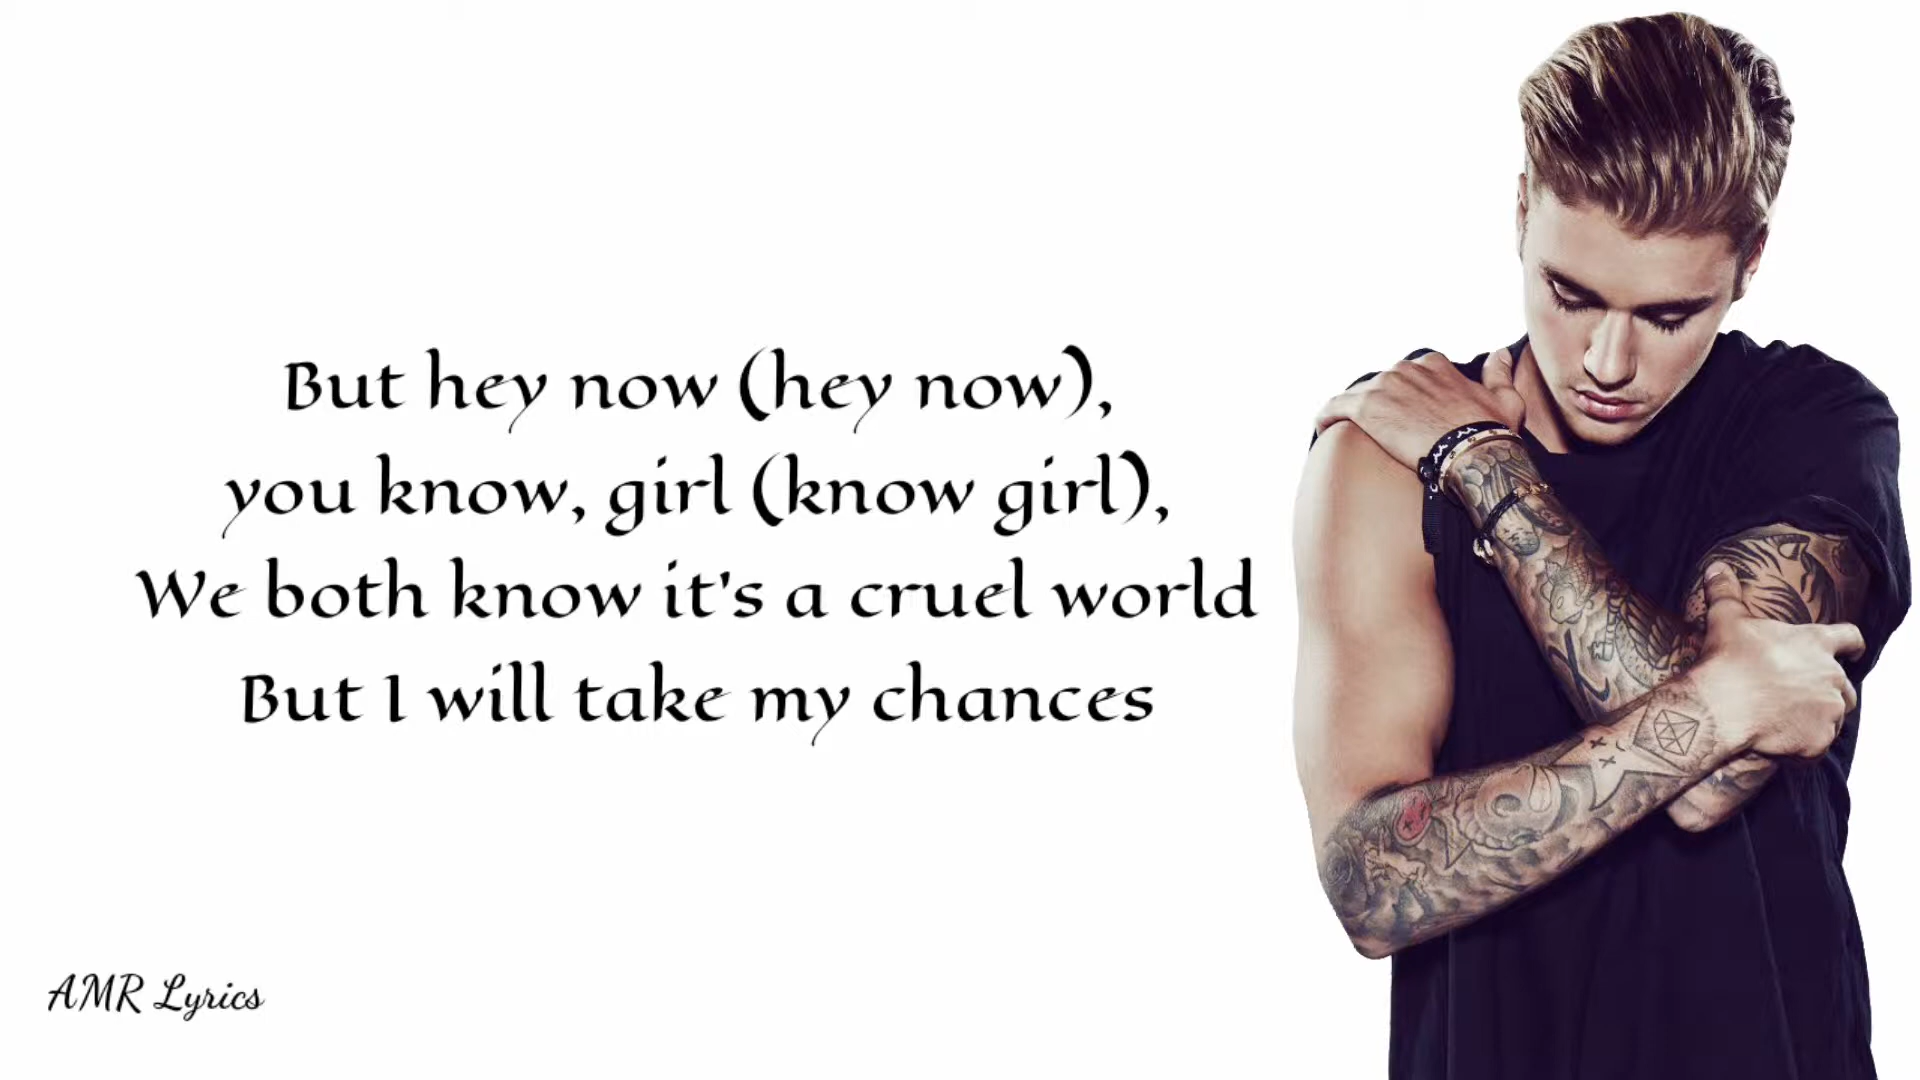 But hey now (hey now),
you know, girl (know girl),
We both know it's a cruel world
But I will take my chances
AMR Lyrics